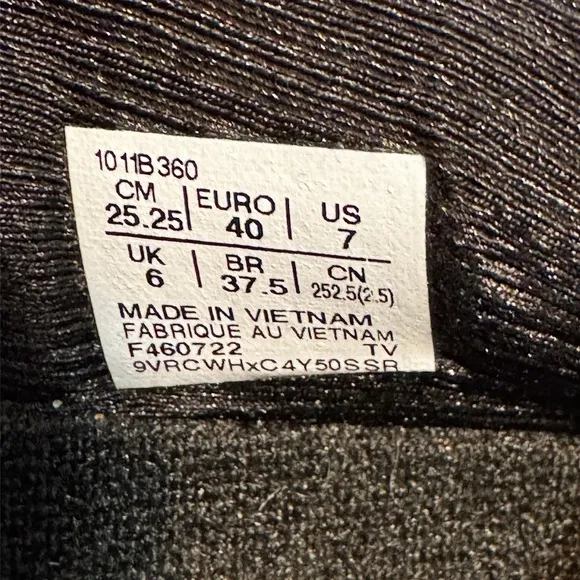 1011B360
CM EURO US
25.25 40 7
UK BR CN
6 37.5 252.5(2.5)
MADE IN VIETNAM
FABRIQUE AU VIETNAM
F460722 TV
9VRCWHxC4Y50SSR